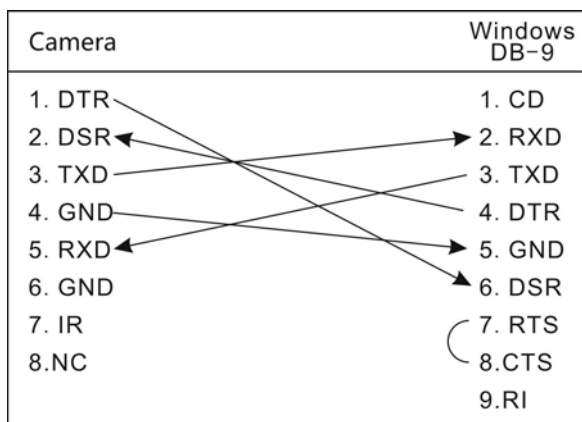 Camera
Windows
DB-9
1. DTR
2. DSR
3. TXD
4. GND
5. RXD
6. GND
7. IR
8.NC
1. CD
2. RXD
3. TXD
4. DTR
5. GND
6. DSR
7. RTS
8.CTS
9.RI